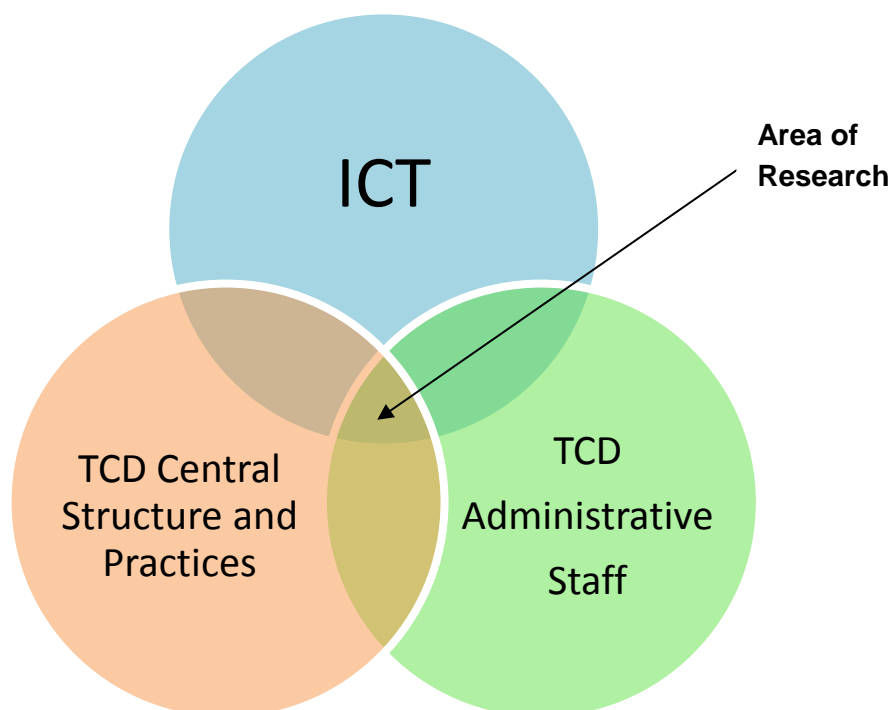 ICT
Area of
Research
TCD Central
Structure and
Practices
TCD
Administrative
Staff